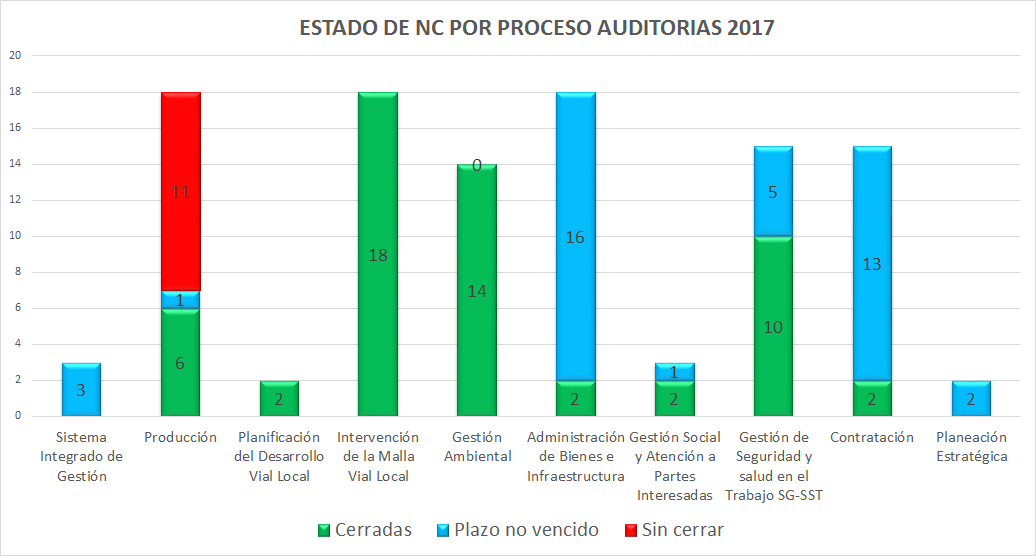 ESTADO DE NC POR PROCESO AUDITORIAS 2017
20
18
16
14
12
10
8
6
4
2
0
3
11
1
6
2
18
0
14
16
2
1
2
5
10
13
2
2
Sistema
Integrado de
Gestión
Producción
Planificación
del Desarrollo
Vial Local
Intervención
de la Malla
Vial Local
Gestión
Ambiental
Administración
de Bienes e
Infraestructura
Gestión Social
y Atención a
Partes
Interesadas
Gestión de
Seguridad y
salud en el
Trabajo SG-SST
Contratación
Planeación
Estratégica
Cerradas Plazo no vencido Sin cerrar